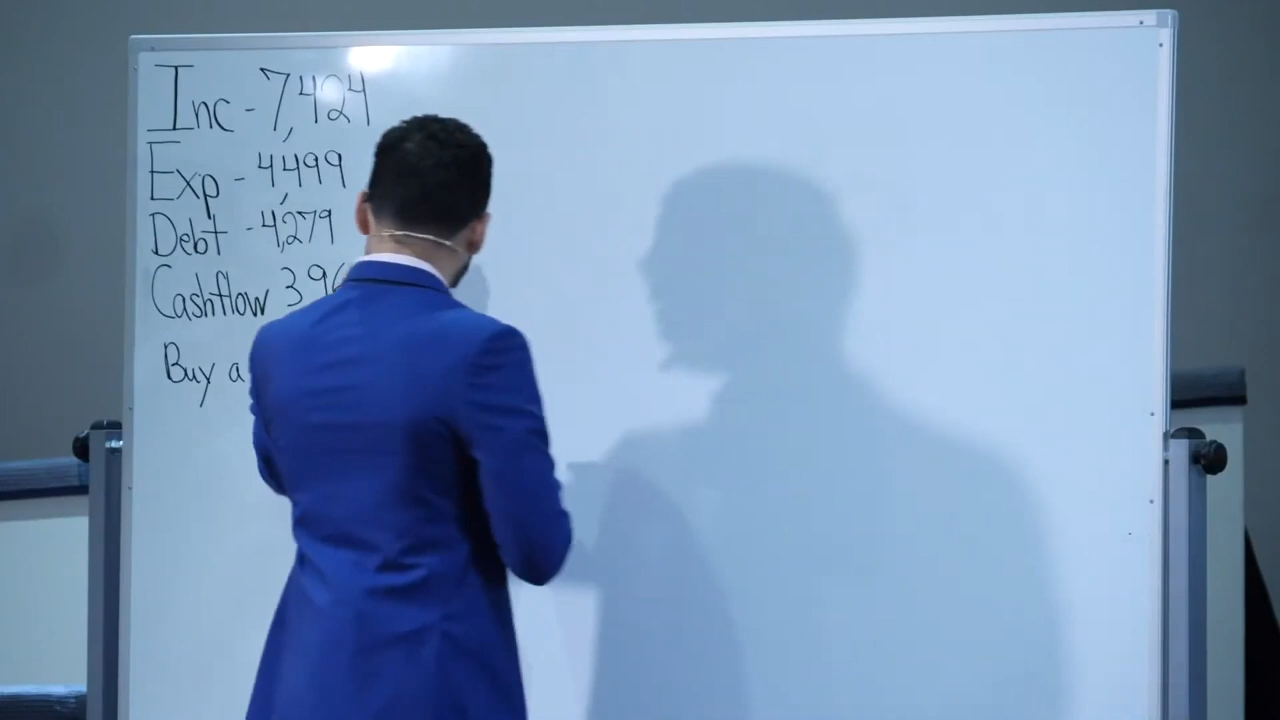 Inc - 7,424
Exp - 4,499
Debt - 4,279
Cashflow 396
Buy a